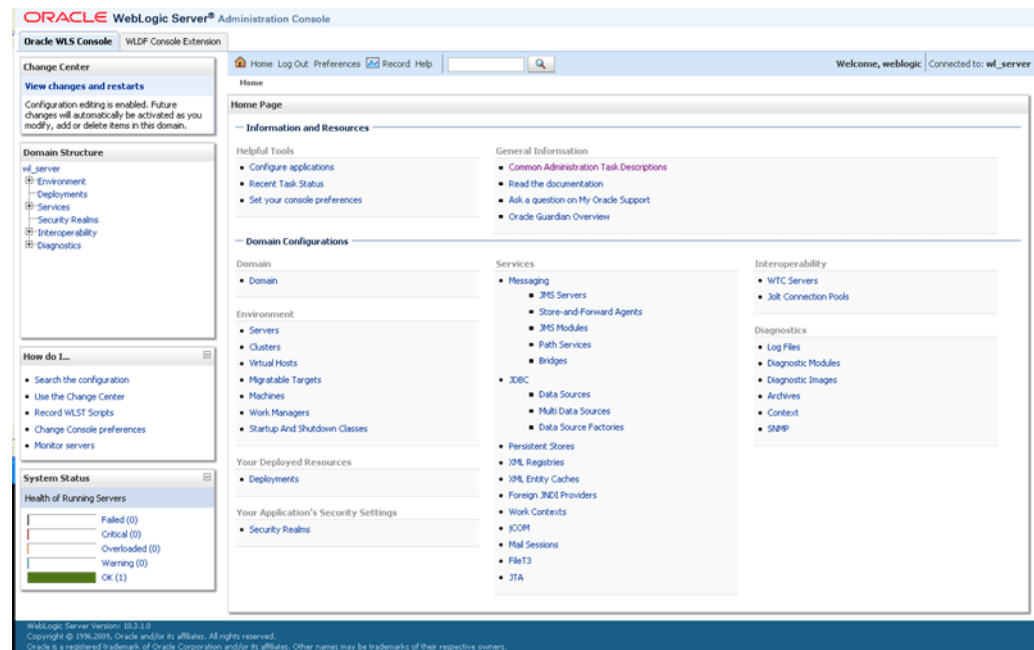 ORACLE WebLogic Server® Administration Console
Oracle WLS Console WLDF Console Extension
Change Center
View changes and restarts
Configuration editing is enabled. Future
changes will automatically be activated as you
modify, add or delete items in this domain.
Domain Structure
wl_server
Environment
Deployments
Services
Security Realms
Interoperability
Diagnostics
How do I...
Search the configuration
Use the Change Center
Record WLST Scripts
Change Console preferences
Monitor servers
System Status
Health of Running Servers
Failed (0)
Critical (0)
Overloaded (0)
Warning (0)
OK (1)
Home Log Out Preferences Record Help
Welcome, weblogic Connected to: wl_server
Home
Home Page
Information and Resources
Helpful Tools
Configure applications
Recent Task Status
Set your console preferences
General Information
Common Administration Task Descriptions
Read the documentation
Ask a question on My Oracle Support
Oracle Guardian Overview
Domain Configurations
Domain
Domain
Environment
Servers
Clusters
Virtual Hosts
Migratable Targets
Machines
Work Managers
Startup And Shutdown Classes
Your Deployed Resources
Deployments
Your Application's Security Settings
Security Realms
Services
Messaging
JMS Servers
Store-and-Forward Agents
JMS Modules
Path Services
Bridges
JDBC
Data Sources
Multi Data Sources
Data Source Factories
Persistent Stores
XML Registries
XML Entity Caches
Foreign JNDI Providers
Work Contexts
jCOM
Mail Sessions
FileT3
JTA
Interoperability
WTC Servers
Jolt Connection Pools
Diagnostics
Log Files
Diagnostic Modules
Diagnostic Images
Archives
Context
SNMP
WebLogic Server Version: 10.3.1.0
Copyright © 1996,2009, Oracle and/or its affiliates. All rights reserved.
Oracle is a registered trademark of Oracle Corporation and/or its affiliates. Other names may be trademarks of their respective owners.